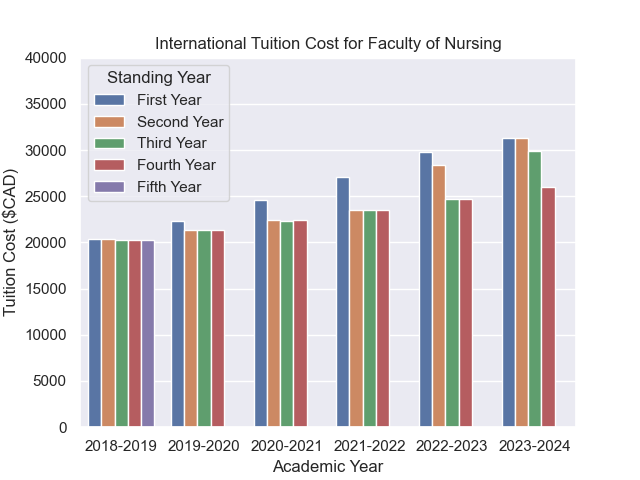 International Tuition Cost for Faculty of Nursing
40000
35000
30000
25000
20000
15000
10000
5000
0
Tuition Cost ($CAD)
Standing Year
First Year
Second Year
Third Year
Fourth Year
Fifth Year
2018-2019 2019-2020 2020-2021 2021-2022 2022-2023 2023-2024
Academic Year